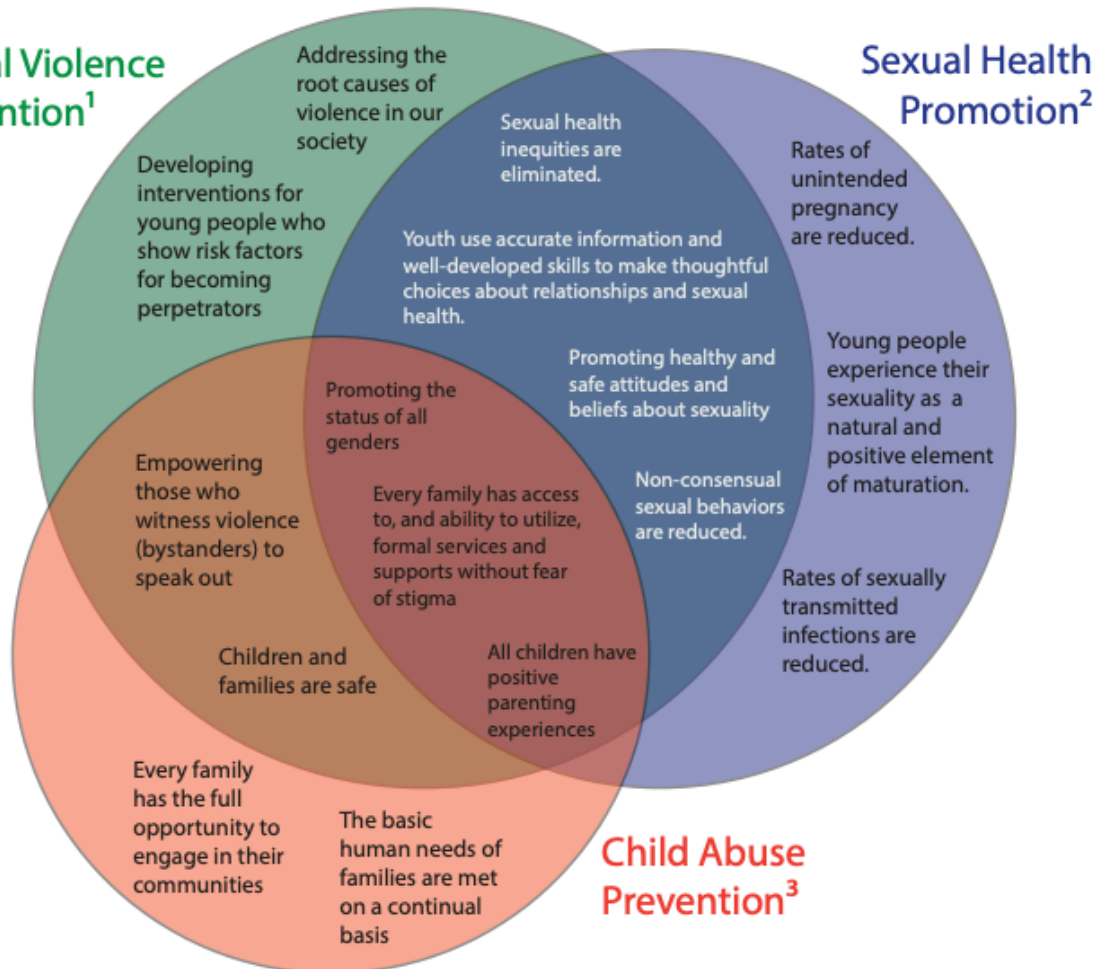 al Violence
ntion¹
Addressing the
root causes of
violence in our
society
Developing
interventions for
young people who
show risk factors
for becoming
perpetrators
Sexual Health
Promotion²
Sexual health
inequities are
eliminated.
Youth use accurate information and
well-developed skills to make thoughtful
choices about relationships and sexual
health.
Promoting healthy and
safe attitudes and
beliefs about sexuality
Non-consensual
sexual behaviors
are reduced.
Rates of
unintended
pregnancy
are reduced.
Young people
experience their
sexuality as a
natural and
positive element
of maturation.
Rates of sexually
transmitted
infections are
reduced.
Promoting the
status of all
genders
Every family has access
to, and ability to utilize,
formal services and
supports without fear
of stigma
All children have
positive
parenting
experiences
Empowering
those who
witness violence
(bystanders) to
speak out
Children and
families are safe
Every family
has the full
opportunity to
engage in their
communities
The basic
human needs of
families are met
on a continual
basis
Child Abuse
Prevention³